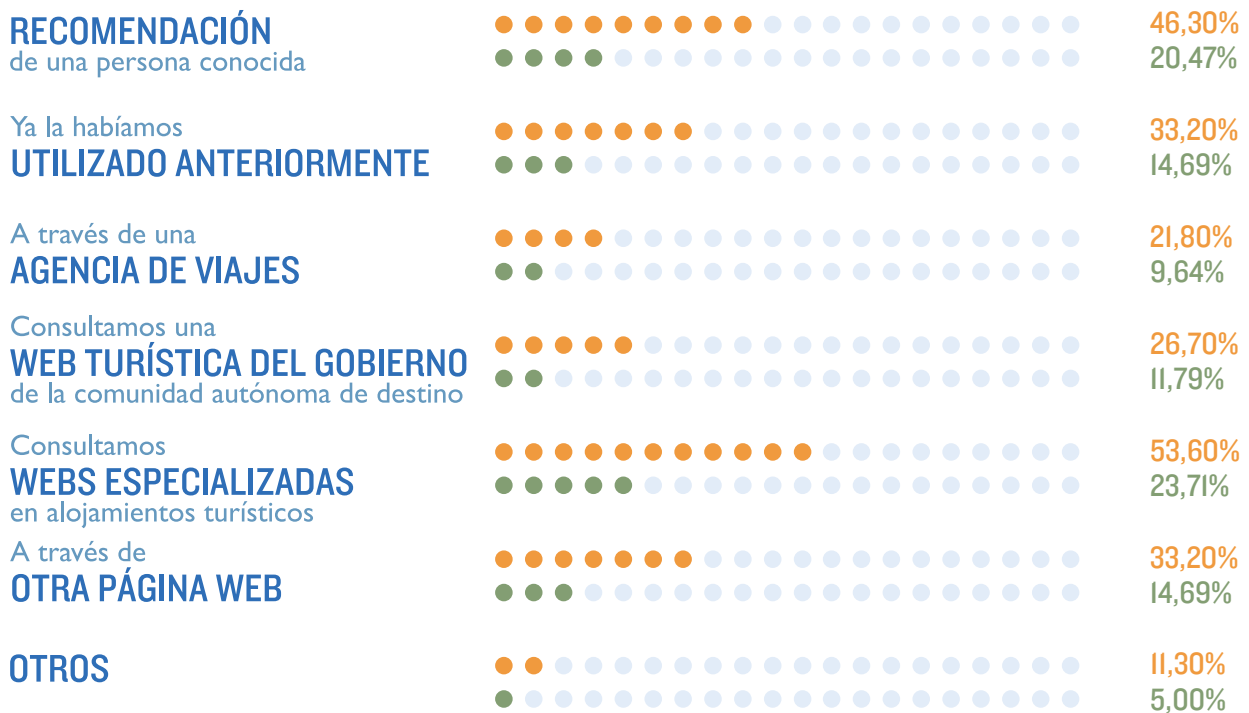 RECOMENDACIÓN
de una persona conocida
46,30%
20,47%
Ya la habíamos
UTILIZADO ANTERIORMENTE
33,20%
14,69%
A través de una
AGENCIA DE VIAJES
21,80%
9,64%
Consultamos una
WEB TURÍSTICA DEL GOBIERNO
de la comunidad autónoma de destino
26,70%
11,79%
Consultamos
WEBS ESPECIALIZADAS
en alojamientos turísticos
53,60%
23,71%
A través de
OTRA PÁGINA WEB
33,20%
14,69%
OTROS
11,30%
5,00%